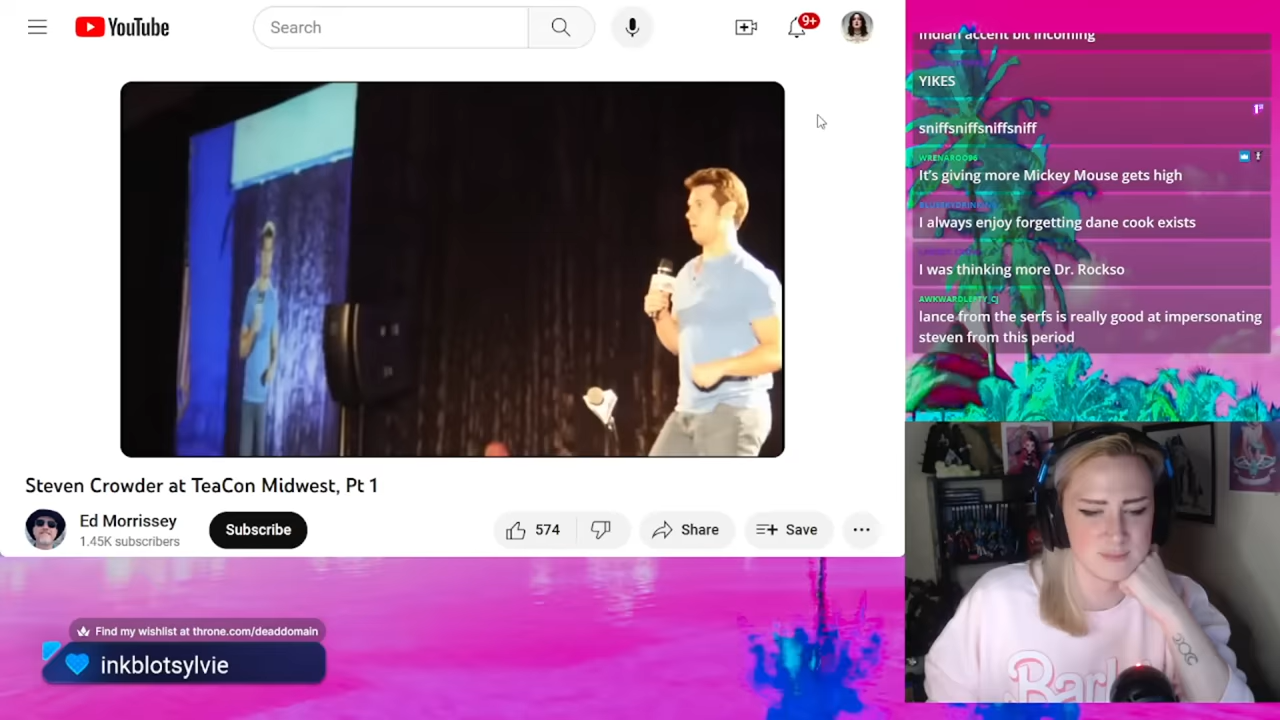 YouTube
Search
9+
Steven Crowder at TeaCon Midwest, Pt 1
Ed Morrissey
1.45K subscribers
Subscribe
574
Share
Save
Indian accent bit incoming
YIKES
sniffsniffsniffsniff
WRENAROO96
It's giving more Mickey Mouse gets high
I always enjoy forgetting dane cook exists
I was thinking more Dr. Rockso
AWKWARDLEFTY_CJ
lance from the serfs is really good at impersonating
steven from this period
Find my wishlist at throne.com/deaddomain
inkblotsylvie
Barbie